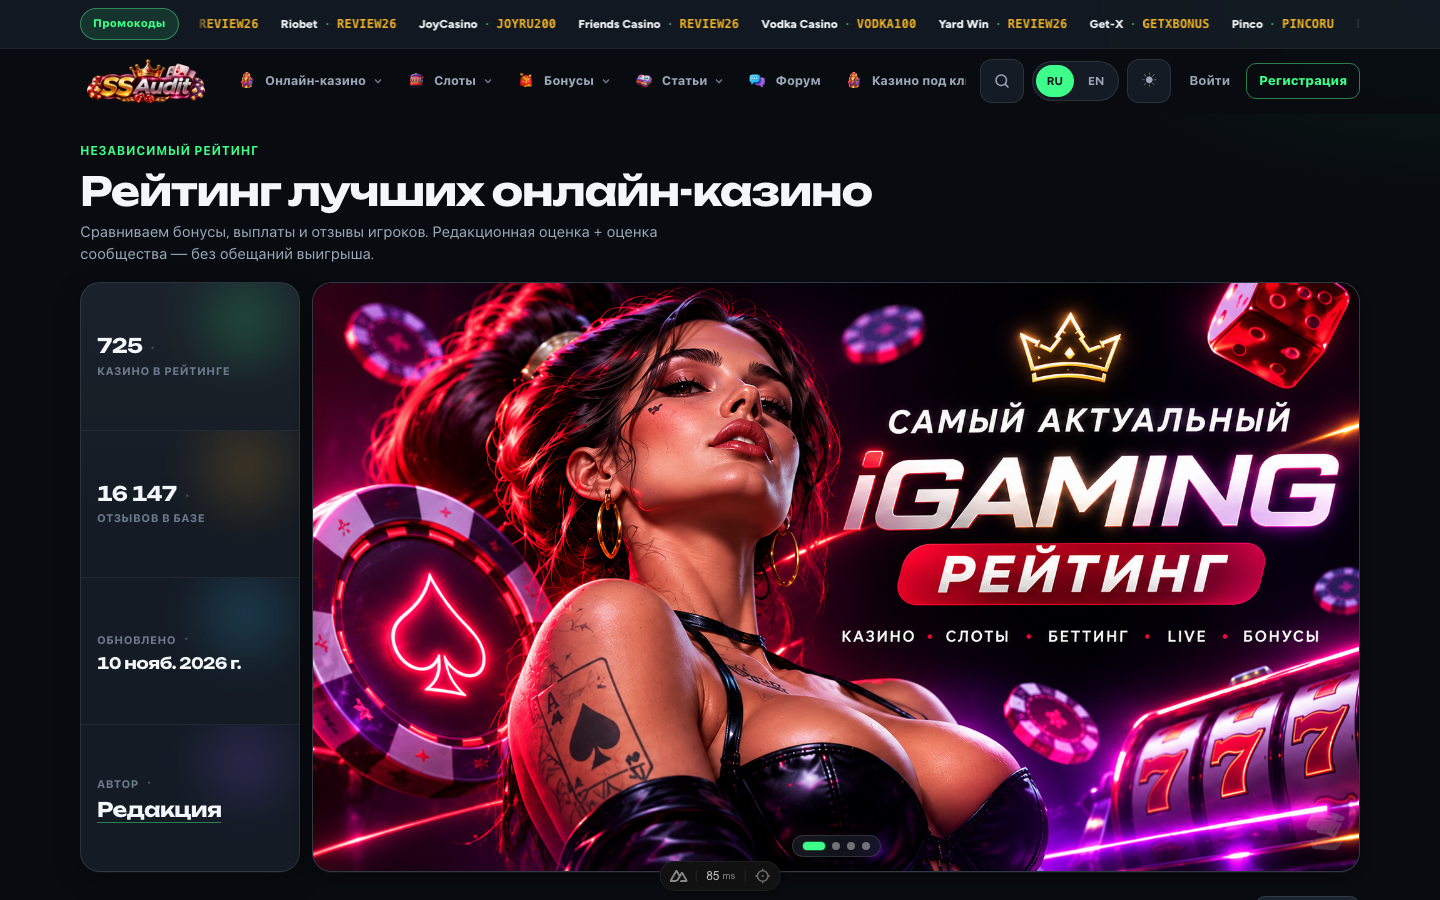 Промокоды
REVIEW26 Riobet · REVIEW26 JoyCasino · JOYRU200 Friends Casino · REVIEW26 Vodka Casino · VODKA100 Yard Win · REVIEW26 Get-X · GETXBONUS Pinco · PINCORU
SSAudit
Онлайн-казино Слоты Бонусы Статьи Форум Казино под кл
RU EN
Войти Регистрация
НЕЗАВИСИМЫЙ РЕЙТИНГ
Рейтинг лучших онлайн-казино
Сравниваем бонусы, выплаты и отзывы игроков. Редакционная оценка + оценка
сообщества — без обещаний выигрыша.
725
КАЗИНО В РЕЙТИНГЕ
16 147
ОТЗЫВОВ В БАЗЕ
ОБНОВЛЕНО
10 нояб. 2026 г.
АВТОР
Редакция
САМЫЙ АКТУАЛЬНЫЙ
iGAMING
РЕЙТИНГ
КАЗИНО • СЛОТЫ • БЕТТИНГ • LIVE • БОНУСЫ
A
777
85 ms